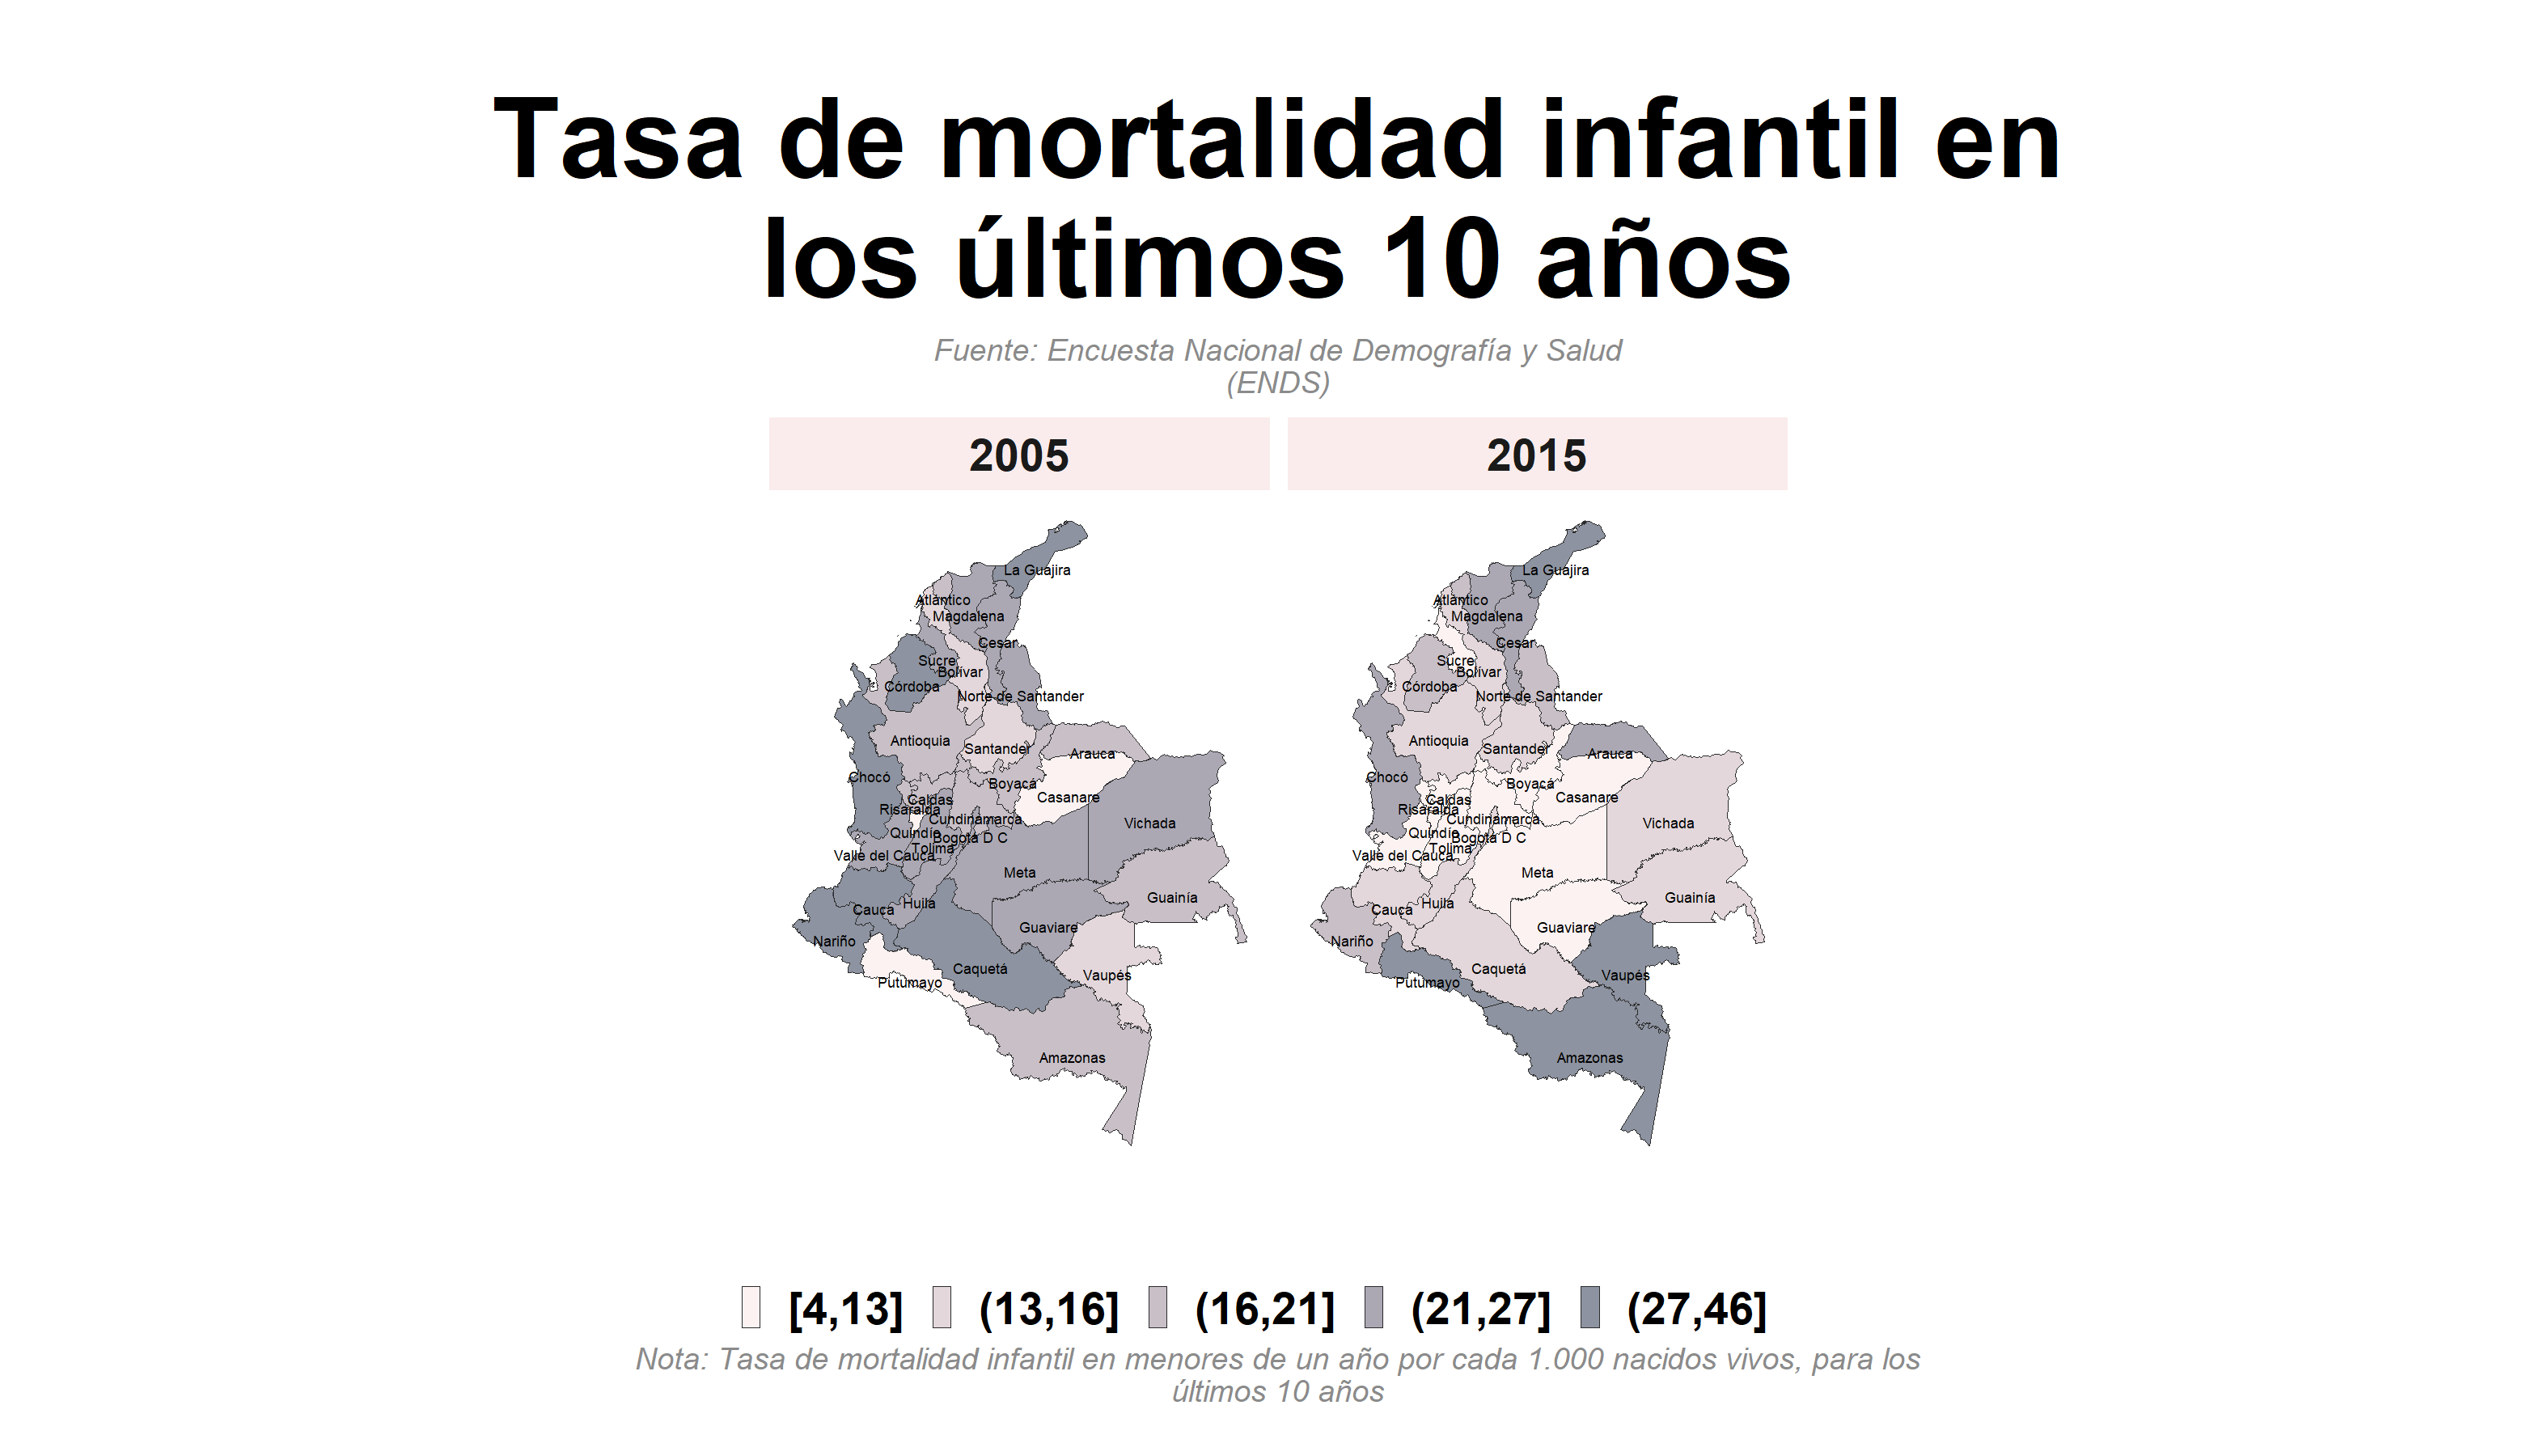 Tasa de mortalidad infantil en
los últimos 10 años
Fuente: Encuesta Nacional de Demografía y Salud
(ENDS)
2005
2015
La Guajira
Atlántico
Magdalena
Cesar
Sucre
Bolívar
Córdoba
Norte de Santander
Antioquia
Santander
Arauca
Chocó
Boyacá
Casanare
Caldas
Risaralda
Cundinamarca
Vichada
Quindío
Bogotá D C
Tolima
Valle del Cauca
Meta
Guainía
Huila
Cauca
Guaviare
Nariño
Caquetá
Vaupés
Putumayo
Amazonas
La Guajira
Atlántico
Magdalena
Cesar
Sucre
Bolívar
Córdoba
Norte de Santander
Antioquia
Santander
Arauca
Chocó
Boyacá
Casanare
Caldas
Risaralda
Cundinamarca
Vichada
Quindío
Bogotá D C
Tolima
Valle del Cauca
Meta
Guainía
Huila
Cauca
Guaviare
Nariño
Caquetá
Vaupés
Putumayo
Amazonas
[4,13] (13,16] (16,21] (21,27] (27,46]
Nota: Tasa de mortalidad infantil en menores de un año por cada 1.000 nacidos vivos, para los
últimos 10 años